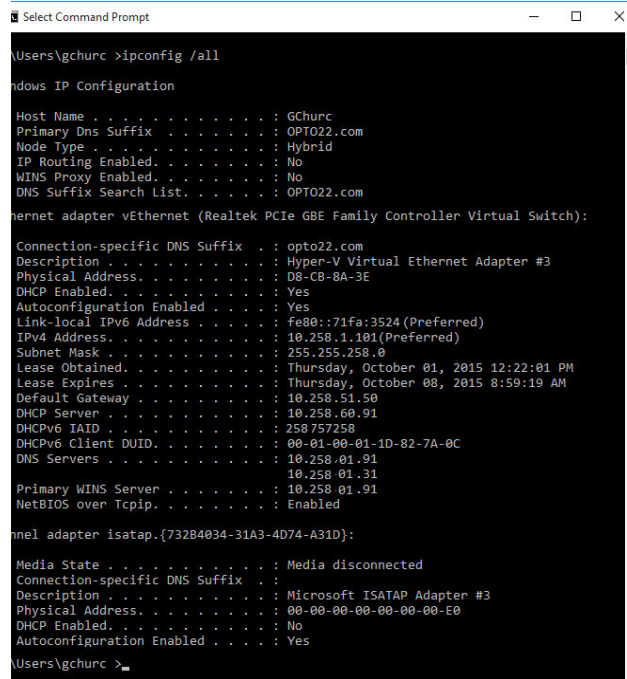 Select Command Prompt
\Users\gchurc >ipconfig /all
ndows IP Configuration
Host Name . . . . . . . . . . . . : GChurc
Primary Dns Suffix  . . . . . . . : OPTO22.com
Node Type . . . . . . . . . . . . : Hybrid
IP Routing Enabled. . . . . . . . : No
WINS Proxy Enabled. . . . . . . . : No
DNS Suffix Search List. . . . . . : OPTO22.com
hernet adapter vEthernet (Realtek PCIe GBE Family Controller Virtual Switch):
Connection-specific DNS Suffix  . : opto22.com
Description . . . . . . . . . . . : Hyper-V Virtual Ethernet Adapter #3
Physical Address. . . . . . . . . : D8-CB-8A-3E
DHCP Enabled. . . . . . . . . . . : Yes
Autoconfiguration Enabled . . . . : Yes
Link-local IPv6 Address . . . . . : fe80::71fa:3524(Preferred)
IPv4 Address. . . . . . . . . . . : 10.258.1.101(Preferred)
Subnet Mask . . . . . . . . . . . : 255.255.258.0
Lease Obtained. . . . . . . . . . : Thursday, October 01, 2015 12:22:01 PM
Lease Expires . . . . . . . . . . : Thursday, October 08, 2015 8:59:19 AM
Default Gateway . . . . . . . . . : 10.258.51.50
DHCP Server . . . . . . . . . . . : 10.258.60.91
DHCPv6 IAID . . . . . . . . . . . : 258757258
DHCPv6 Client DUID. . . . . . . . : 00-01-00-01-1D-82-7A-0C
DNS Servers . . . . . . . . . . . : 10.258.01.91
10.258.01.31
Primary WINS Server . . . . . . . : 10.258.01.91
NetBIOS over Tcpip. . . . . . . . : Enabled
nnel adapter isatap.{732B4034-31A3-4D74-A31D}:
Media State . . . . . . . . . . . : Media disconnected
Connection-specific DNS Suffix  . :
Description . . . . . . . . . . . : Microsoft ISATAP Adapter #3
Physical Address. . . . . . . . . : 00-00-00-00-00-00-00-E0
DHCP Enabled. . . . . . . . . . . : No
Autoconfiguration Enabled . . . . : Yes
\Users\gchurc >_